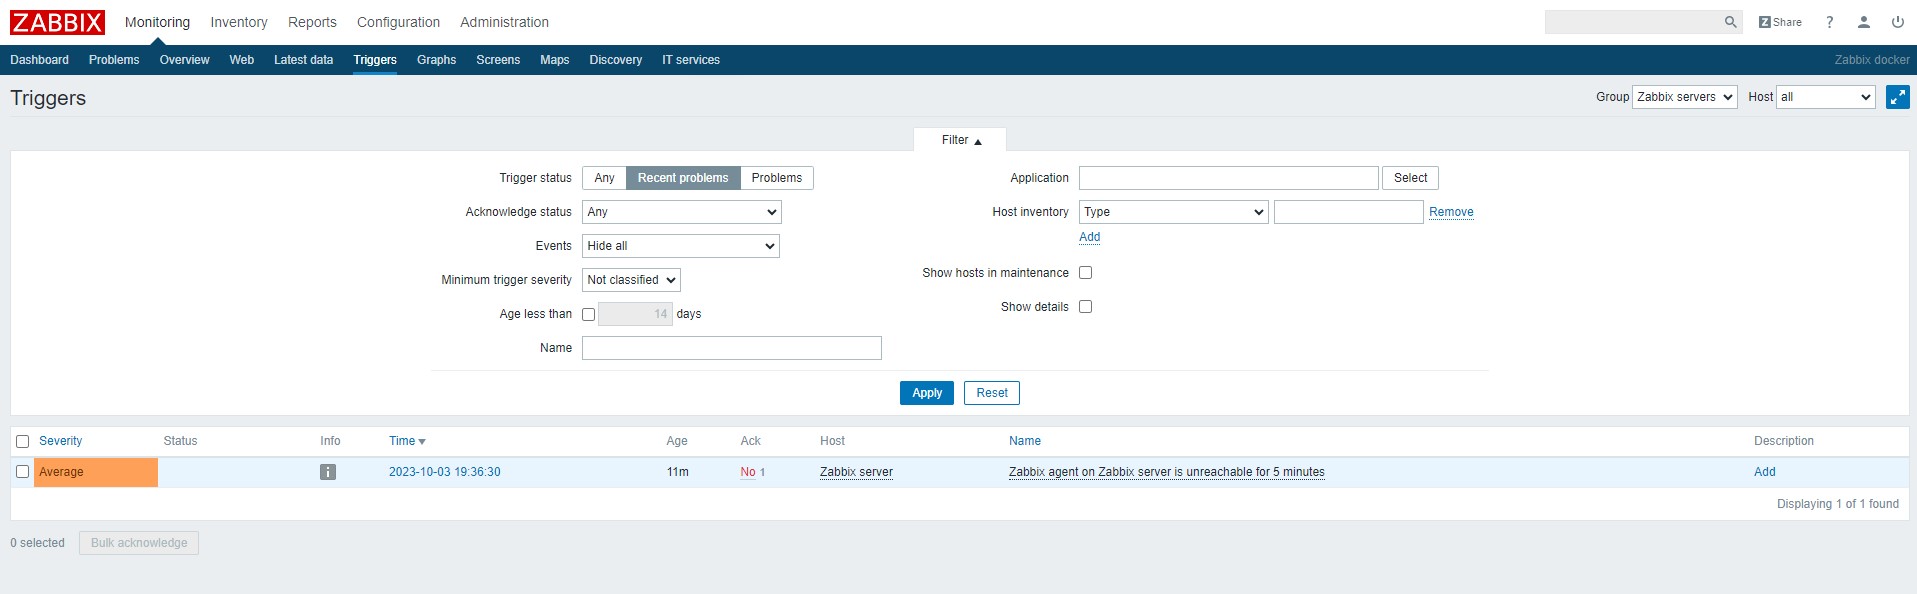 ZABBIX Monitoring Inventory Reports Configuration Administration Z Share ?
Dashboard Problems Overview Web Latest data Triggers Graphs Screens Maps Discovery IT services Zabbix docker
Triggers Group Zabbix servers Host all
Filter ▲
Trigger status Any Recent problems Problems Application Select
Acknowledge status Any Host inventory Type Remove
Add
Events Hide all
Minimum trigger severity Not classified Show hosts in maintenance
Age less than 14 days Show details
Name
Apply Reset
Severity Status Info Time ▼ Age Ack Host Name Description
Average i 2023-10-03 19:36:30 11m No 1 Zabbix server Zabbix agent on Zabbix server is unreachable for 5 minutes Add
Displaying 1 of 1 found
0 selected Bulk acknowledge